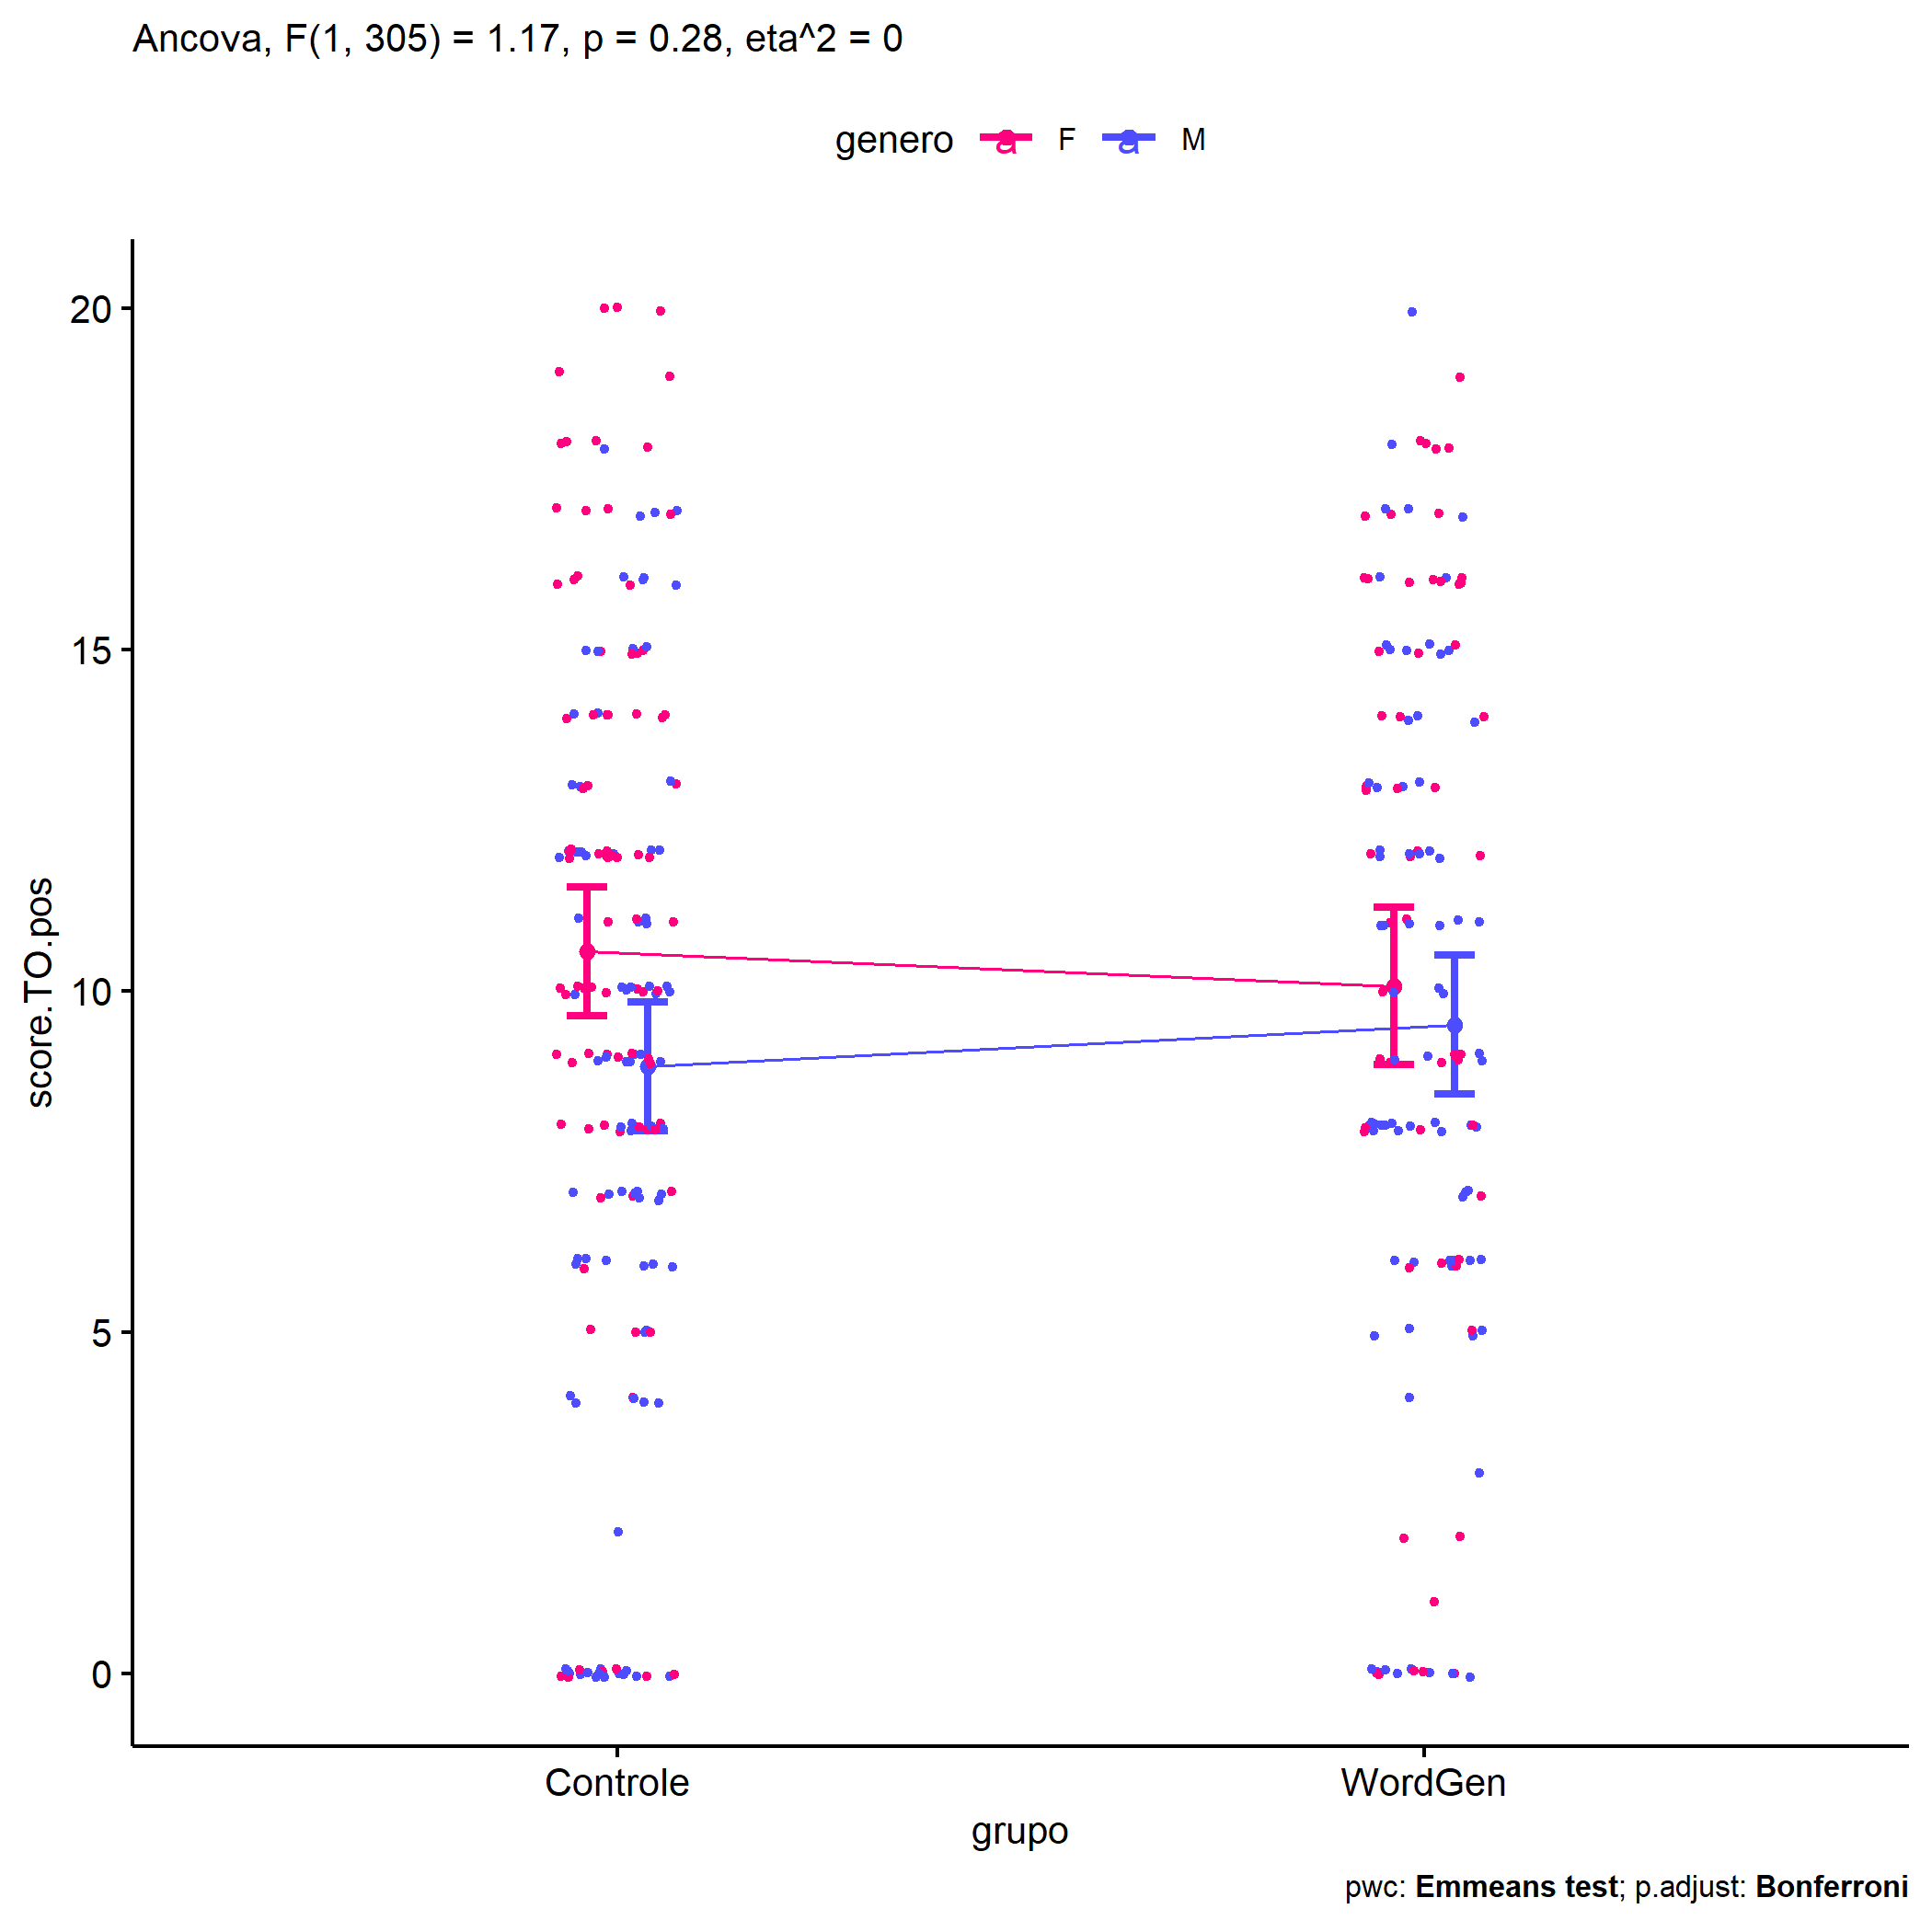 Ancova, F(1, 305) = 1.17, p = 0.28, eta^2 = 0
genero a F a M
score.TO.pos
20
15
10
5
0
Controle WordGen
grupo
pwc: Emmeans test; p.adjust: Bonferroni